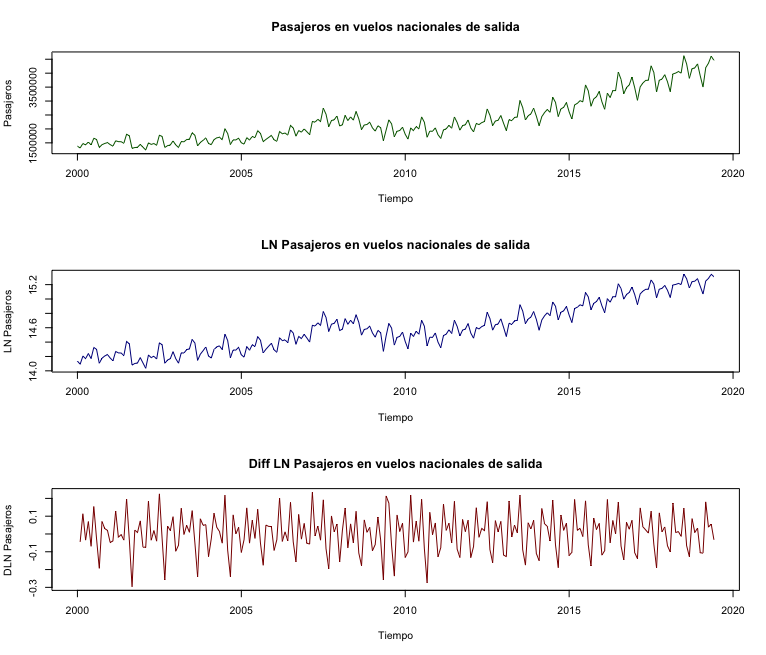 Pasajeros en vuelos nacionales de salida
Pasajeros
3500000
1500000
2000 2005 2010 2015 2020
Tiempo
LN Pasajeros en vuelos nacionales de salida
LN Pasajeros
15.2
14.6
14.0
2000 2005 2010 2015 2020
Tiempo
Diff LN Pasajeros en vuelos nacionales de salida
DLN Pasajeros
0.1
-0.1
-0.3
2000 2005 2010 2015 2020
Tiempo